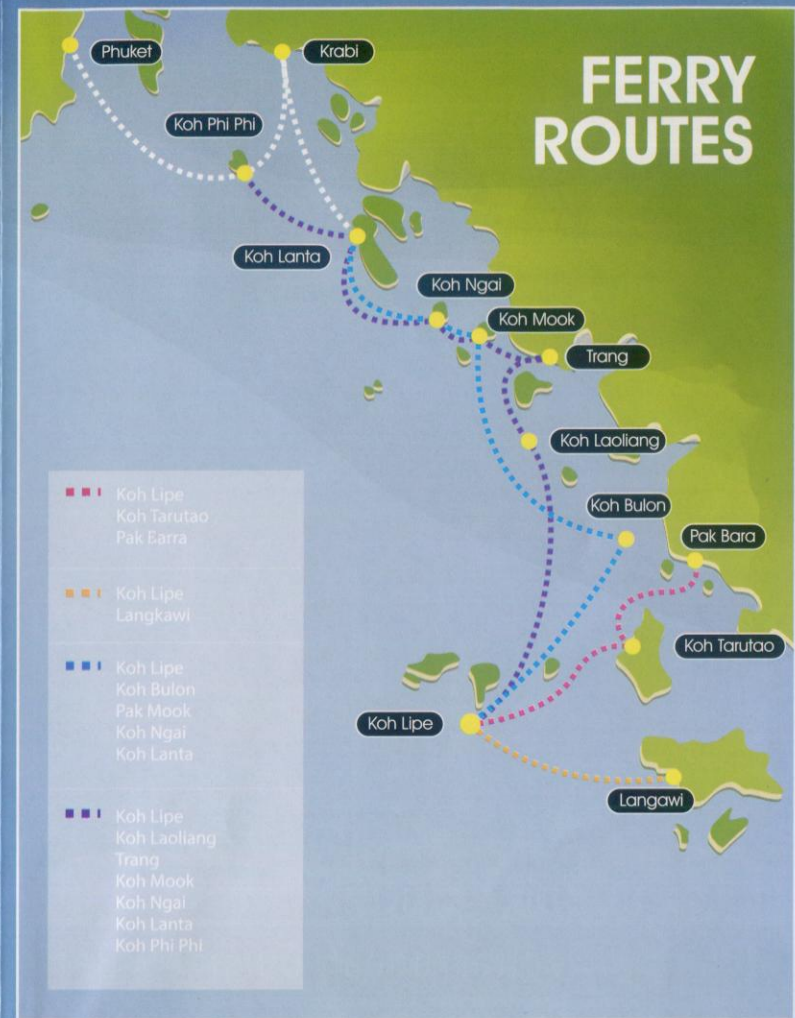 FERRY
ROUTES
Phuket
Krabi
Koh Phi Phi
Koh Lanta
Koh Ngai
Koh Mook
Trang
Koh Laoliang
Koh Bulon
Pak Bara
Koh Tarutao
Koh Lipe
Langawi
Koh Lipe
Koh Tarutao
Pak Earra
Koh Lipe
Langkawi
Koh Lipe
Koh Bulon
Pak Mook
Koh Ngai
Koh Lanta
Koh Lipe
Koh Laoliang
Trang
Koh Mook
Koh Ngai
Koh Lanta
Koh Phi Phi